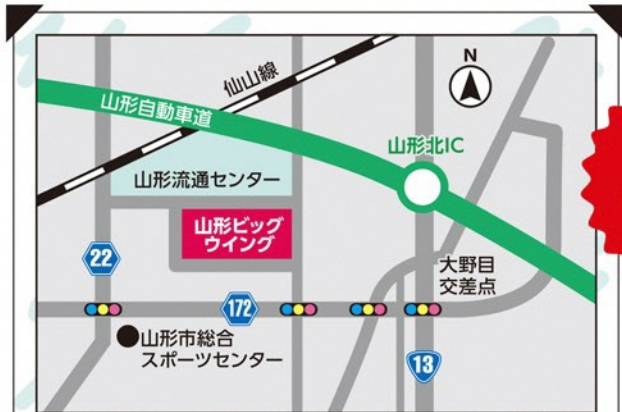 N
仙山線
山形自動車道
山形北IC
山形流通センター
山形ビッグ
ウイング
22
大野目
交差点
172
山形市総合
スポーツセンター
13